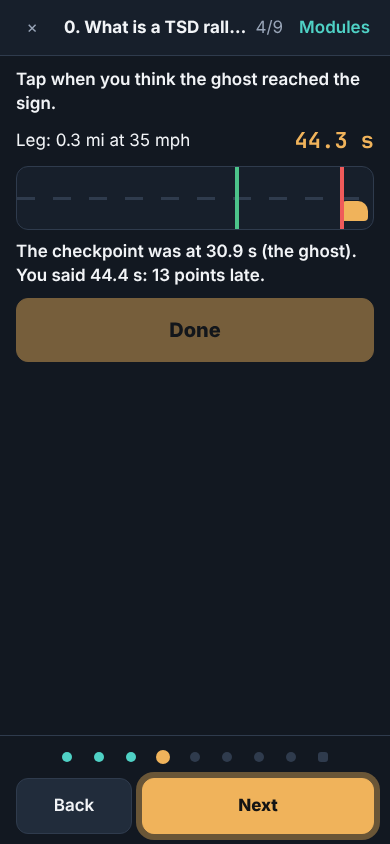 × 0. What is a TSD rall... 4/9 Modules
Tap when you think the ghost reached the
sign.
Leg: 0.3 mi at 35 mph 44.3 s
The checkpoint was at 30.9 s (the ghost).
You said 44.4 s: 13 points late.
Done
Back Next